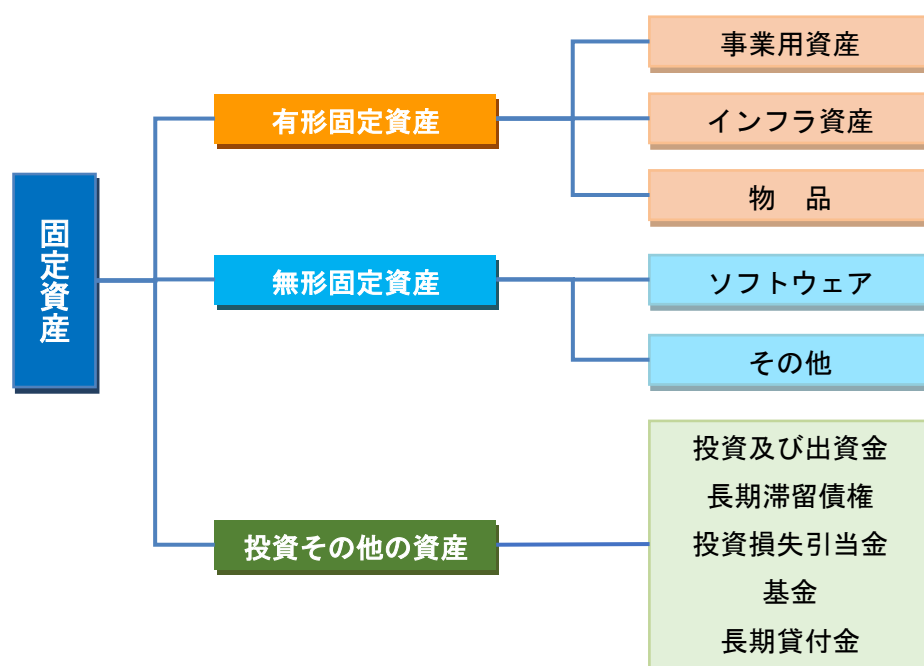 固定資産
有形固定資産
事業用資産
インフラ資産
物　品
無形固定資産
ソフトウェア
その他
投資その他の資産
投資及び出資金
長期滞留債権
投資損失引当金
基金
長期貸付金